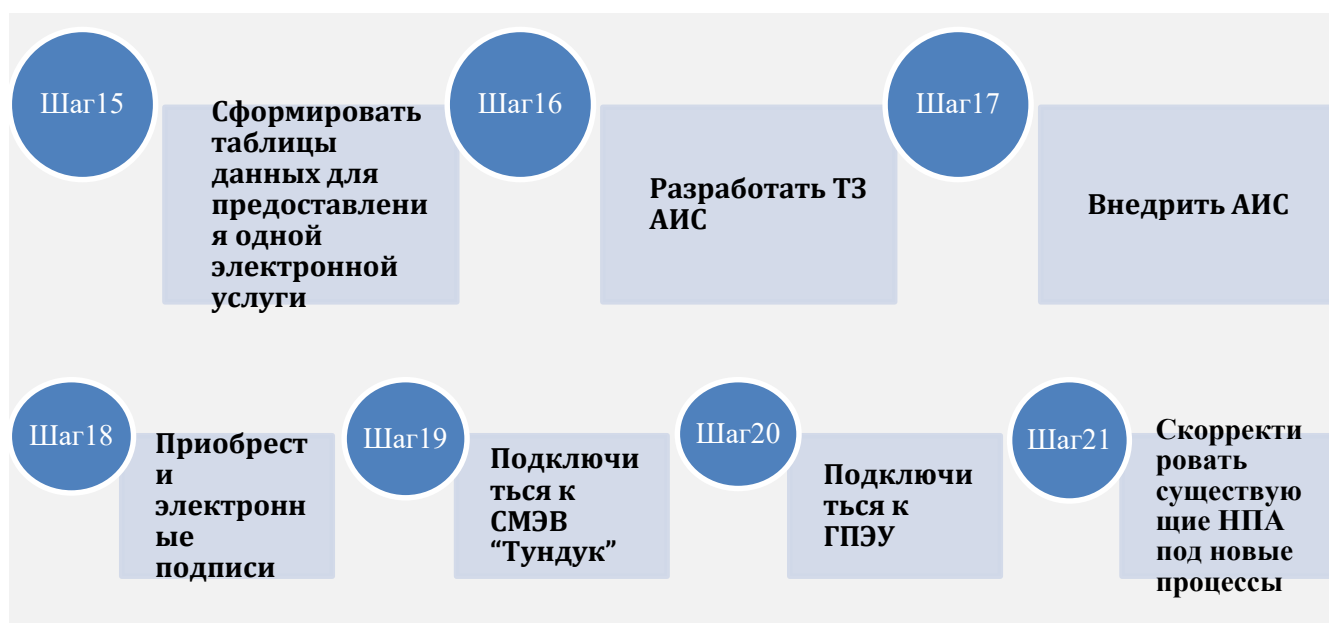 Шаг15
Сформировать
таблицы
данных для
предоставлени
я одной
электронной
услуги
Шаг16
Разработать ТЗ
АИС
Шаг17
Внедрить АИС
Шаг18
Приобрест
и
электронн
ые
подписи
Шаг19
Подключи
ться к
СМЭВ
“Тундук”
Шаг20
Подключи
ться к
ГПЭУ
Шаг21
Скорректи
ровать
существую
щие НПА
под новые
процессы